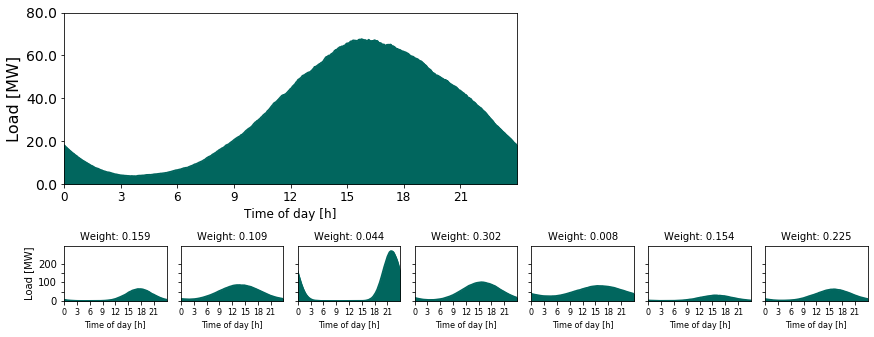 80.0
60.0
40.0
20.0
0.0
Load [MW]
0 3 6 9 12 15 18 21
Time of day [h]
Weight: 0.159 Weight: 0.109 Weight: 0.044 Weight: 0.302 Weight: 0.008 Weight: 0.154 Weight: 0.225
200
100
0
Load [MW]
0 3 6 9 12 15 18 21 0 3 6 9 12 15 18 21 0 3 6 9 12 15 18 21 0 3 6 9 12 15 18 21 0 3 6 9 12 15 18 21 0 3 6 9 12 15 18 21 0 3 6 9 12 15 18 21
Time of day [h] Time of day [h] Time of day [h] Time of day [h] Time of day [h] Time of day [h] Time of day [h]